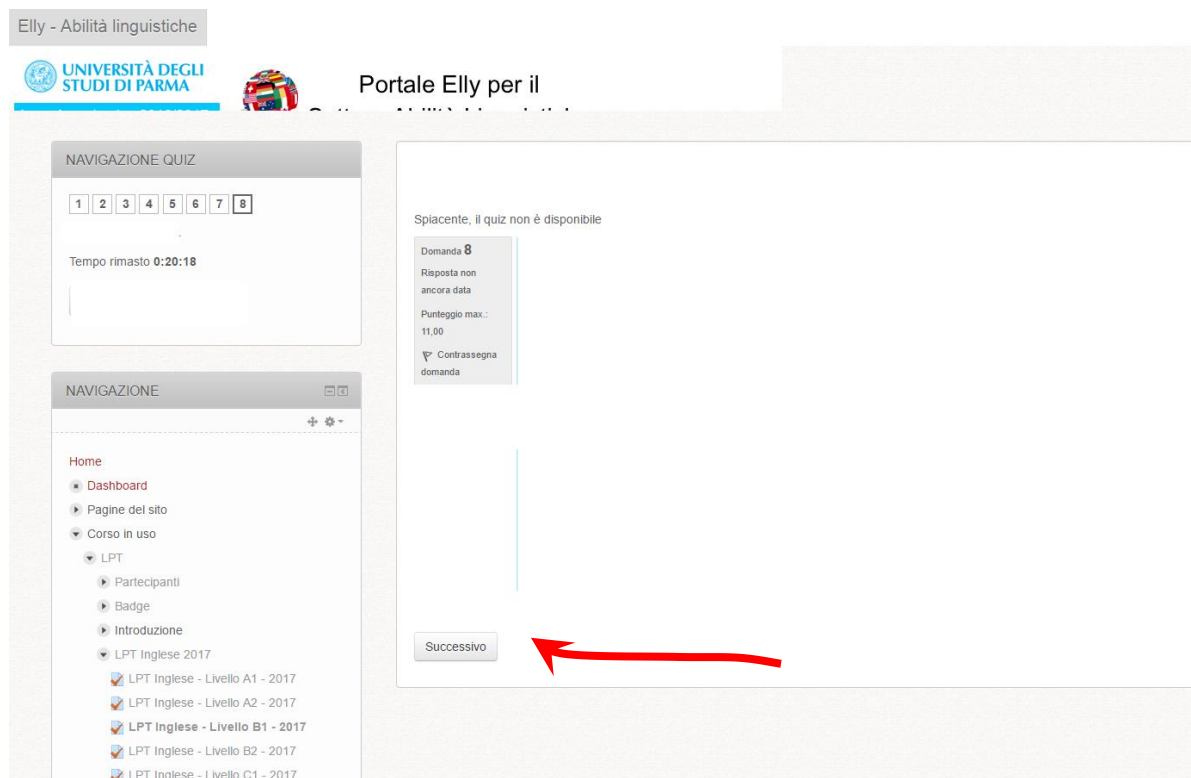 Elly - Abilità linguistiche
UNIVERSITÀ DEGLI
STUDI DI PARMA
Portale Elly per il
NAVIGAZIONE QUIZ
1 2 3 4 5 6 7 8
Tempo rimasto 0:20:18
Spiacente, il quiz non è disponibile
Domanda 8
Risposta non
ancora data
Punteggio max.:
11,00
Contrassegna
domanda
Successivo
NAVIGAZIONE
Home
Dashboard
Pagine del sito
Corso in uso
LPT
Partecipanti
Badge
Introduzione
LPT Inglese 2017
LPT Inglese - Livello A1 - 2017
LPT Inglese - Livello A2 - 2017
LPT Inglese - Livello B1 - 2017
LPT Inglese - Livello B2 - 2017
LPT Inglese - Livello C1 - 2017